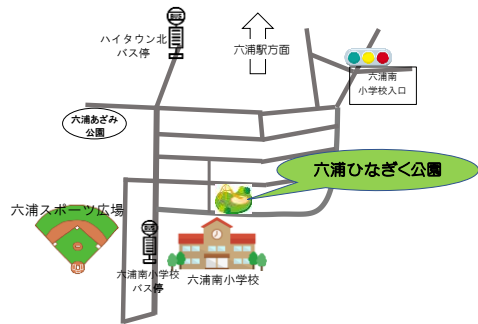 BUS
ハイタウン北
バス停
六浦駅方面
六浦南
小学校入口
六浦あざみ
公園
六浦ひなぎく公園
六浦スポーツ広場
BUS
六浦南小学校
バス停
六浦南小学校